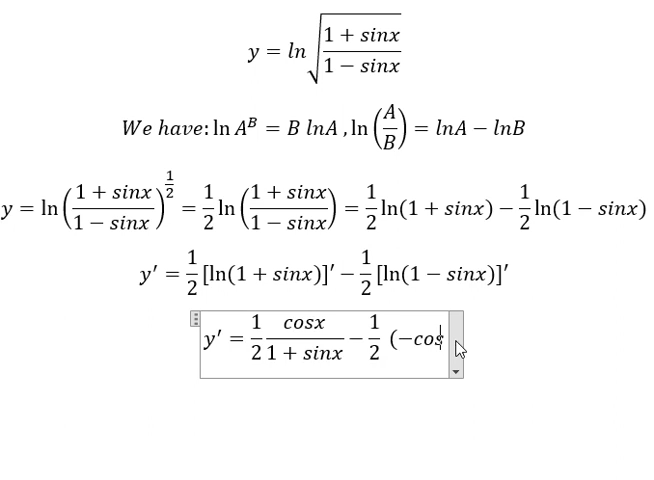 y = ln √((1 + sinx)/(1 − sinx))
We have: ln A^B = B lnA , ln (A/B) = lnA − lnB
y = ln((1 + sinx)/(1 − sinx))^(1/2) = 1/2 ln((1 + sinx)/(1 − sinx)) = 1/2 ln(1 + sinx) − 1/2 ln(1 − sinx)
y′ = 1/2 [ln(1 + sinx)]′ − 1/2 [ln(1 − sinx)]′
y′ = 1/2 cosx/(1 + sinx) − 1/2 (−cos